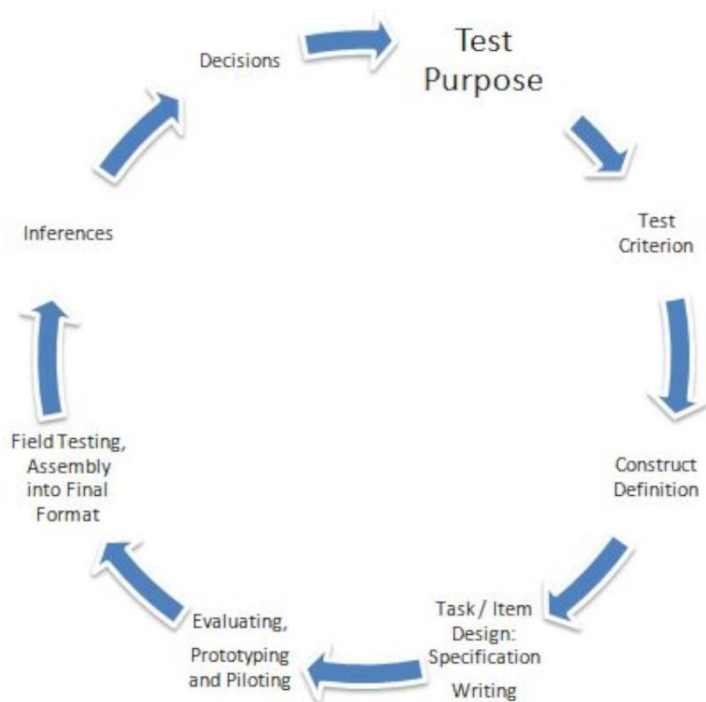 Test
Purpose
Test
Criterion
Construct
Definition
Task / Item
Design:
Specification
Writing
Evaluating,
Prototyping
and Piloting
Field Testing,
Assembly
into Final
Format
Inferences
Decisions